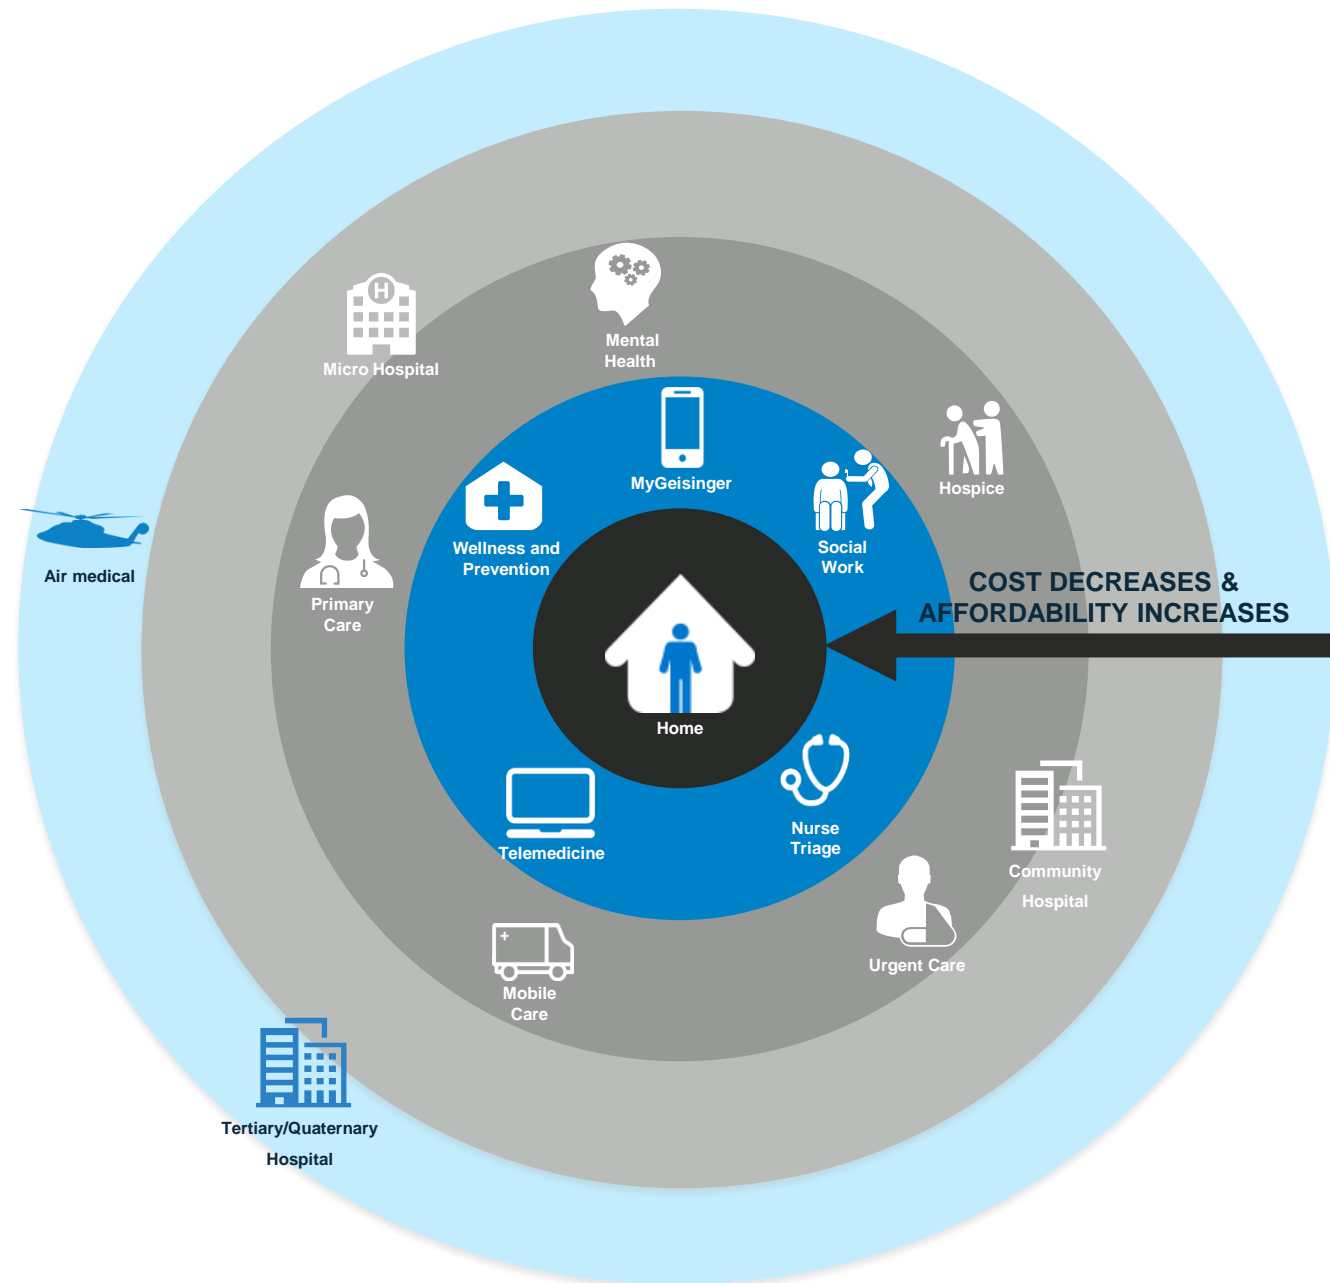 Mental
Health
Micro Hospital
MyGeisinger
Hospice
Wellness and
Prevention
Social
Work
Air medical
COST DECREASES &
AFFORDABILITY INCREASES
Primary
Care
Home
Telemedicine
Nurse
Triage
Community
Hospital
Urgent Care
Mobile
Care
Tertiary/Quaternary
Hospital
H